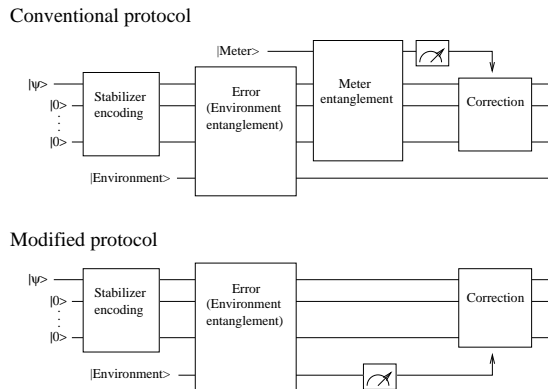 Conventional protocol
|Meter>
|ψ>
|0>
|0>
Stabilizer
encoding
Error
(Environment
entanglement)
Meter
entanglement
Correction
|Environment>
Modified protocol
|ψ>
|0>
|0>
Stabilizer
encoding
Error
(Environment
entanglement)
Correction
|Environment>